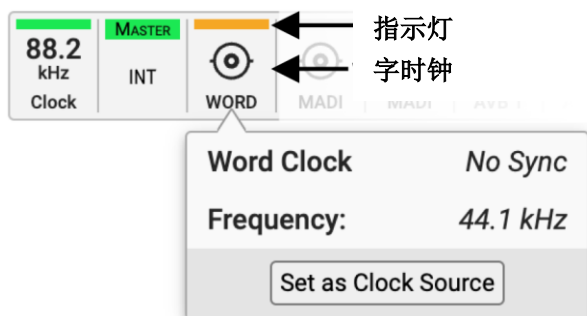 88.2
kHz
Clock
MASTER
INT
WORD
指示灯
字时钟
MADI
MADI
AVB 1
Word Clock No Sync
Frequency: 44.1 kHz
Set as Clock Source